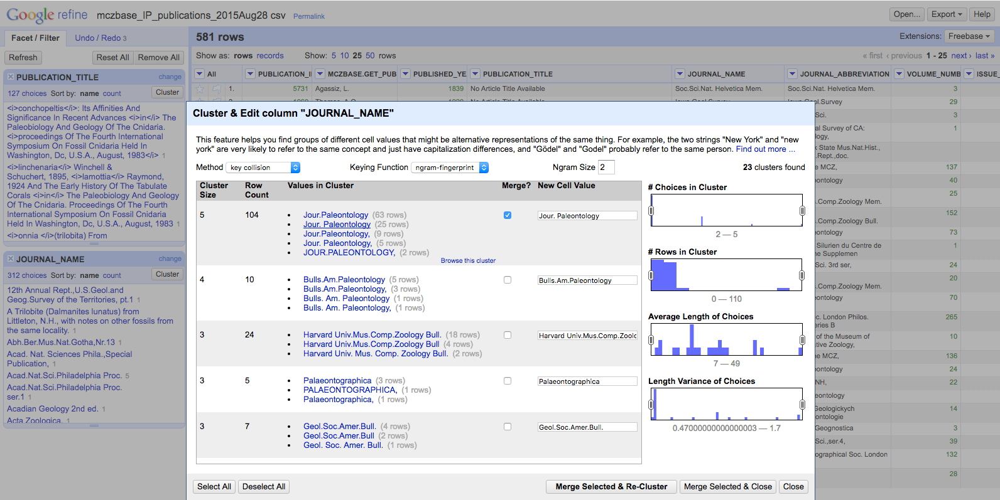 Google refine mczbase_IP_publications_2015Aug28 csv Permalink
Open... Export Help
Facet / Filter Undo / Redo 3
581 rows
Extensions: Freebase
Refresh Reset All Remove All
Show as: rows records Show: 5 10 25 50 rows
« first ‹ previous 1 - 25 next › last »
PUBLICATION_TITLE change
127 choices Sort by: name count Cluster
<i>conchopeltis</i>: Its Affinities And
Significance In Recent Advances <i>in</i> The
Paleobiology And Geology Of The Cnidaria.
<i>proceedings Of The Fourth International
Symposium On Fossil Cnidaria Held In
Washington, Dc, U.S.A., August, 1983</i> 1
<i>linchenaria</i> Winchell &
Schuchert, 1895, <i>lamottia</i> Raymond,
1924 And The Early History Of The Tabulate
Corals <i>in</i> The Paleobiology And Geology
Of The Cnidaria. Proceedings Of The Fourth
International Symposium On Fossil Cnidaria
Held In Washington, Dc, U.S.A., August, 1983 1
<i>onnia </i>(trilobita) From
JOURNAL_NAME change
312 choices Sort by: name count Cluster
12th Annual Rept.,U.S.Geol.and
Geog.Survey of the Territories, pt.1 1
A Trilobite (Dalmanites lunatus) from
Littleton, N.H., with notes on other fossils from
the same locality. 1
Abh.Ber.Mus.Nat.Gotha,Nr.13 1
Acad. Nat. Sciences Phila.,Special
Publication, 1
Acad.Nat.Sci.Philadelphia Proc. 5
Acad.Nat.Sci.Philadelphia Proc.
ser.1 1
Acadian Geology 2nd ed. 1
Acta Zoologica, 1
All PUBLICATION_I MCZBASE.GET_PUB PUBLISHED_YE PUBLICATION_TITLE JOURNAL_NAME JOURNAL_ABBREVIATION VOLUME_NUMB ISSUE_
1. 5731 Agassiz, L. 1839 No Article Title Available Soc.Sci.Nat. Helvetica Mem. Soc.Sci.Nat. Helvetica Mem. 3
Cluster & Edit column "JOURNAL_NAME"
This feature helps you find groups of different cell values that might be alternative representations of the same thing. For example, the two strings "New York" and "new
york" are very likely to refer to the same concept and just have capitalization differences, and "Gödel" and "Godel" probably refer to the same person. Find out more ...
Method key collision Keying Function ngram-fingerprint Ngram Size 2 23 clusters found
Cluster Size Row Count Values in Cluster Merge? New Cell Value
5 104 Jour.Paleontology (63 rows) Jour. Paleontology
Jour. Paleontology (25 rows)
Jour.Paleontology, (9 rows)
Jour. Paleontology, (5 rows)
JOUR.PALEONTOLOGY, (2 rows)
Browse this cluster
4 10 Bulls.Am.Paleontology (5 rows) Bulls.Am.Paleontology
Bulls.Am.Paleontology, (3 rows)
Bulls. Am. Paleontology (1 rows)
Bulls. Am. Paleontology, (1 rows)
3 24 Harvard Univ.Mus.Comp.Zoology Bull. (18 rows) Harvard Univ.Mus.Comp.Zoolc
Harvard Univ.Mus.Comp.Zoology Bull (4 rows)
Harvard Univ. Mus. Comp. Zoology Bull. (2 rows)
3 5 Palaeontographica (3 rows) Palaeontographica
PALAEONTOGRAPHICA, (1 rows)
Palaeontographica, (1 rows)
3 7 Geol.Soc.Amer.Bull. (4 rows) Geol.Soc.Amer.Bull.
Geol.Soc.Amer.Bull (2 rows)
Geol. Soc. Amer. Bull. (1 rows)
# Choices in Cluster
2 — 5
# Rows in Cluster
0 — 110
Average Length of Choices
7 — 49
Length Variance of Choices
0.47000000000000003 — 1.7
Select All Deselect All Merge Selected & Re-Cluster Merge Selected & Close Close
.Survey 29
Sci. 3
al Survey of CA: 1
logy,
k State Mus.Nat.Hist.,
.Rept.,doc.
e MCZ, 137
ontology 40
25
s.Comp.Zoology Mem.
152
s.Comp.Zoology Bull.
ontology 73
Silurien du Centre de 1
ne Supplemen
Sci. 3rd ser, 24
20
s.Comp.Zoology Mem.
ontology 70
c. London Philos. 265
eries B
of the Museum of 10
ative Zoology,
e MCZ, 136
ontology 24
NH, 22
eontology
Geologickych 14
ontologie
Geognostica 3
Sci.,ser.4, 39
ographical Soc. London 132
28